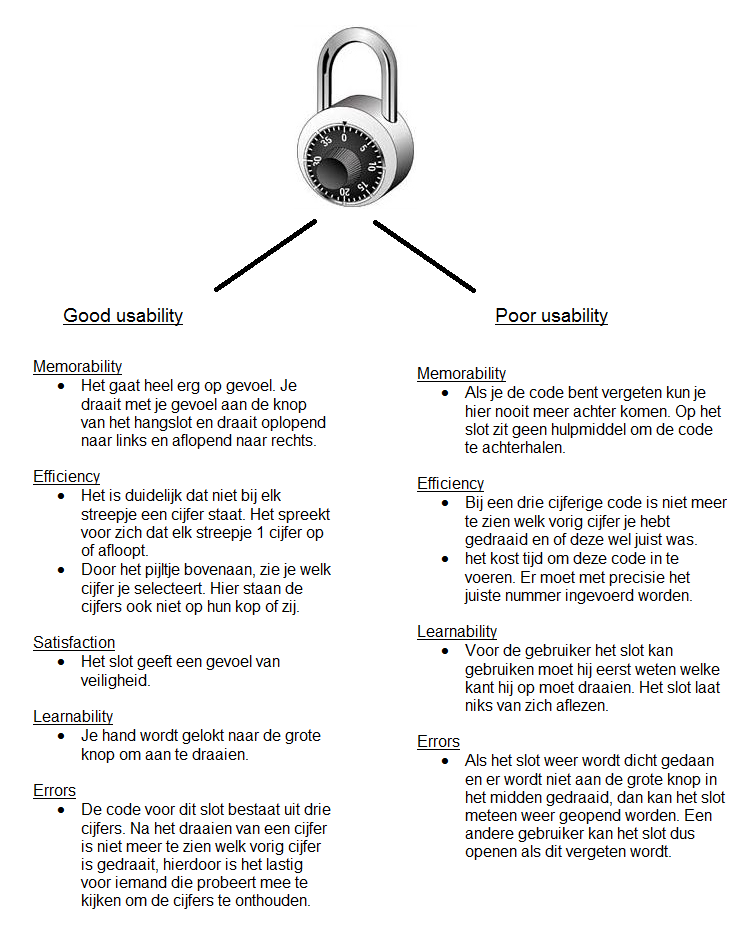 0
5
10
15
20
30
35
Good usability
Memorability
• Het gaat heel erg op gevoel. Je
draait met je gevoel aan de knop
van het hangslot en draait oplopend
naar links en aflopend naar rechts.
Efficiency
• Het is duidelijk dat niet bij elk
streepje een cijfer staat. Het spreekt
voor zich dat elk streepje 1 cijfer op
of afloopt.
• Door het pijltje bovenaan, zie je welk
cijfer je selecteert. Hier staan de
cijfers ook niet op hun kop of zij.
Satisfaction
• Het slot geeft een gevoel van
veiligheid.
Learnability
• Je hand wordt gelokt naar de grote
knop om aan te draaien.
Errors
• De code voor dit slot bestaat uit drie
cijfers. Na het draaien van een cijfer
is niet meer te zien welk vorig cijfer
is gedraait, hierdoor is het lastig
voor iemand die probeert mee te
kijken om de cijfers te onthouden.
Poor usability
Memorability
• Als je de code bent vergeten kun je
hier nooit meer achter komen. Op het
slot zit geen hulpmiddel om de code
te achterhalen.
Efficiency
• Bij een drie cijferige code is niet meer
te zien welk vorig cijfer je hebt
gedraaid en of deze wel juist was.
• het kost tijd om deze code in te
voeren. Er moet met precisie het
juiste nummer ingevoerd worden.
Learnability
• Voor de gebruiker het slot kan
gebruiken moet hij eerst weten welke
kant hij op moet draaien. Het slot laat
niks van zich aflezen.
Errors
• Als het slot weer wordt dicht gedaan
en er wordt niet aan de grote knop in
het midden gedraaid, dan kan het slot
meteen weer geopend worden. Een
andere gebruiker kan het slot dus
openen als dit vergeten wordt.